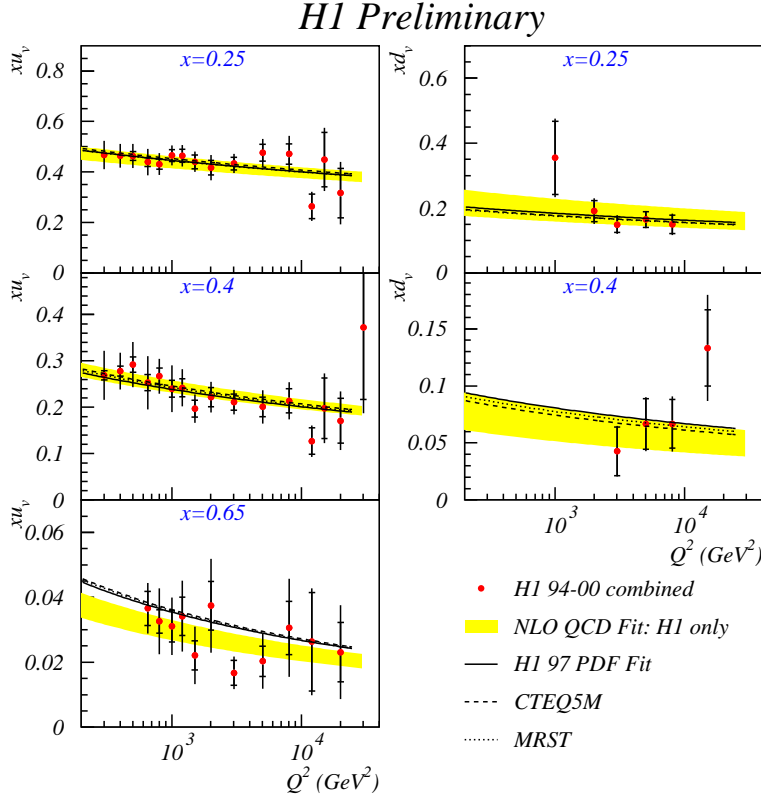 H1 Preliminary
xu_v
x=0.25
0.8
0.6
0.4
0.2
0
xd_v
x=0.25
0.6
0.4
0.2
0
10^3
10^4
xu_v
x=0.4
0.4
0.3
0.2
0.1
0
xd_v
x=0.4
0.15
0.1
0.05
0
10^3
10^4
Q^2 (GeV^2)
xu_v
x=0.65
0.06
0.04
0.02
0
10^3
10^4
Q^2 (GeV^2)
H1 94-00 combined
NLO QCD Fit: H1 only
H1 97 PDF Fit
CTEQ5M
MRST